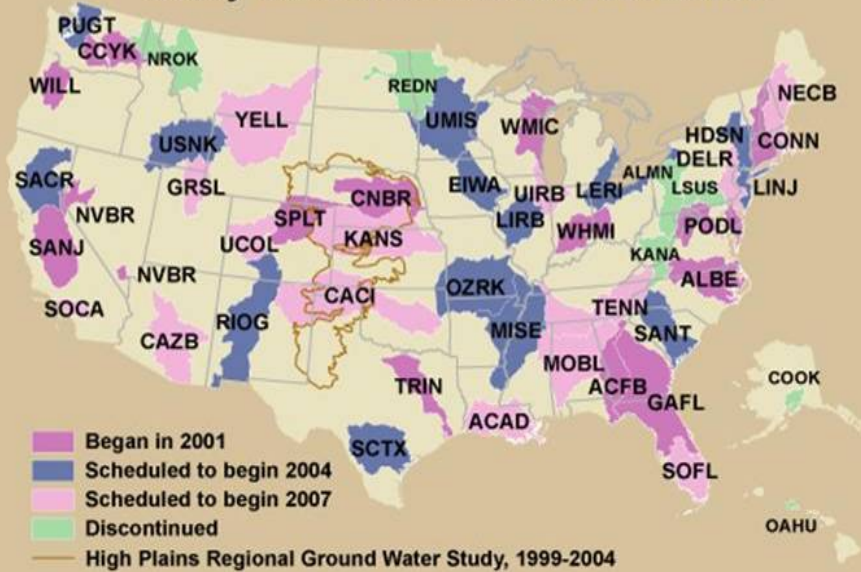 PUGT
CCYK
NROK
WILL
REDN
NECB
YELL
UMIS
WMIC
HDSN
CONN
USNK
DELR
ALMN
SACR
GRSL
EIWA
UIRB
LERI
LSUS
LINJ
CNBR
NVBR
SPLT
LIRB
WHMI
PODL
SANJ
UCOL
KANS
KANA
NVBR
ALBE
OZRK
CACI
SOCA
TENN
RIOG
MISE
SANT
CAZB
MOBL
COOK
TRIN
ACFB
GAFL
ACAD
SCTX
SOFL
OAHU
Began in 2001
Scheduled to begin 2004
Scheduled to begin 2007
Discontinued
High Plains Regional Ground Water Study, 1999-2004